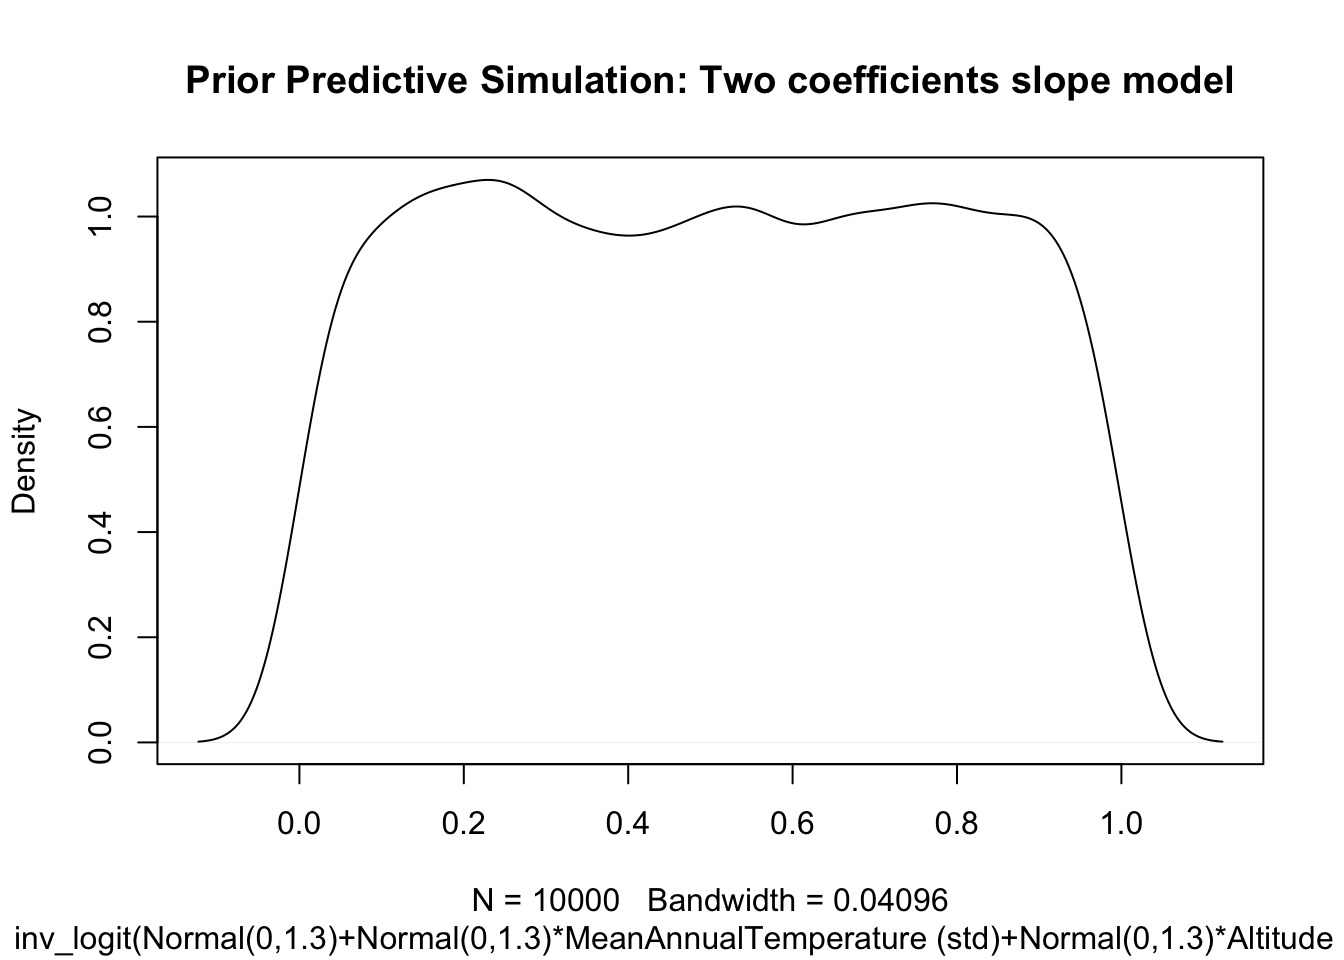 Prior Predictive Simulation: Two coefficients slope model
Density
1.0
0.8
0.6
0.4
0.2
0.0
0.0 0.2 0.4 0.6 0.8 1.0
N = 10000 Bandwidth = 0.04096
inv_logit(Normal(0,1.3)+Normal(0,1.3)*MeanAnnualTemperature (std)+Normal(0,1.3)*Altitude